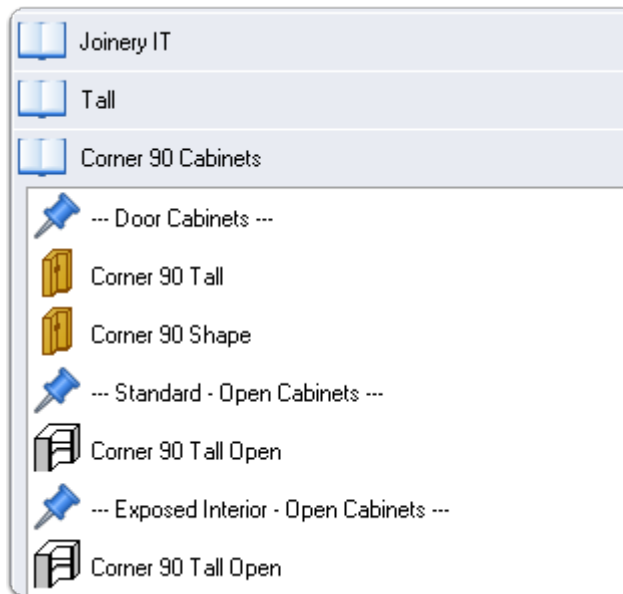 Joinery IT
Tall
Corner 90 Cabinets
--- Door Cabinets ---
Corner 90 Tall
Corner 90 Shape
--- Standard - Open Cabinets ---
Corner 90 Tall Open
--- Exposed Interior - Open Cabinets ---
Corner 90 Tall Open